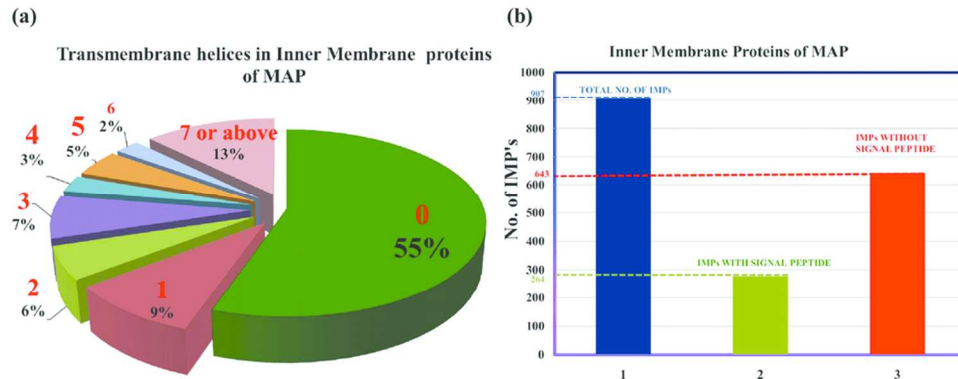 (a)
Transmembrane helices in Inner Membrane proteins
of MAP
6
2%
7 or above
13%
5
5%
4
3%
3
7%
2
6%
1
9%
0
55%
(b)
Inner Membrane Proteins of MAP
No. of IMP's
1000
900
800
700
600
500
400
300
200
100
0
907
TOTAL NO. OF IMPs
643
IMPs WITHOUT
SIGNAL PEPTIDE
264
IMPs WITH SIGNAL PEPTIDE
1
2
3